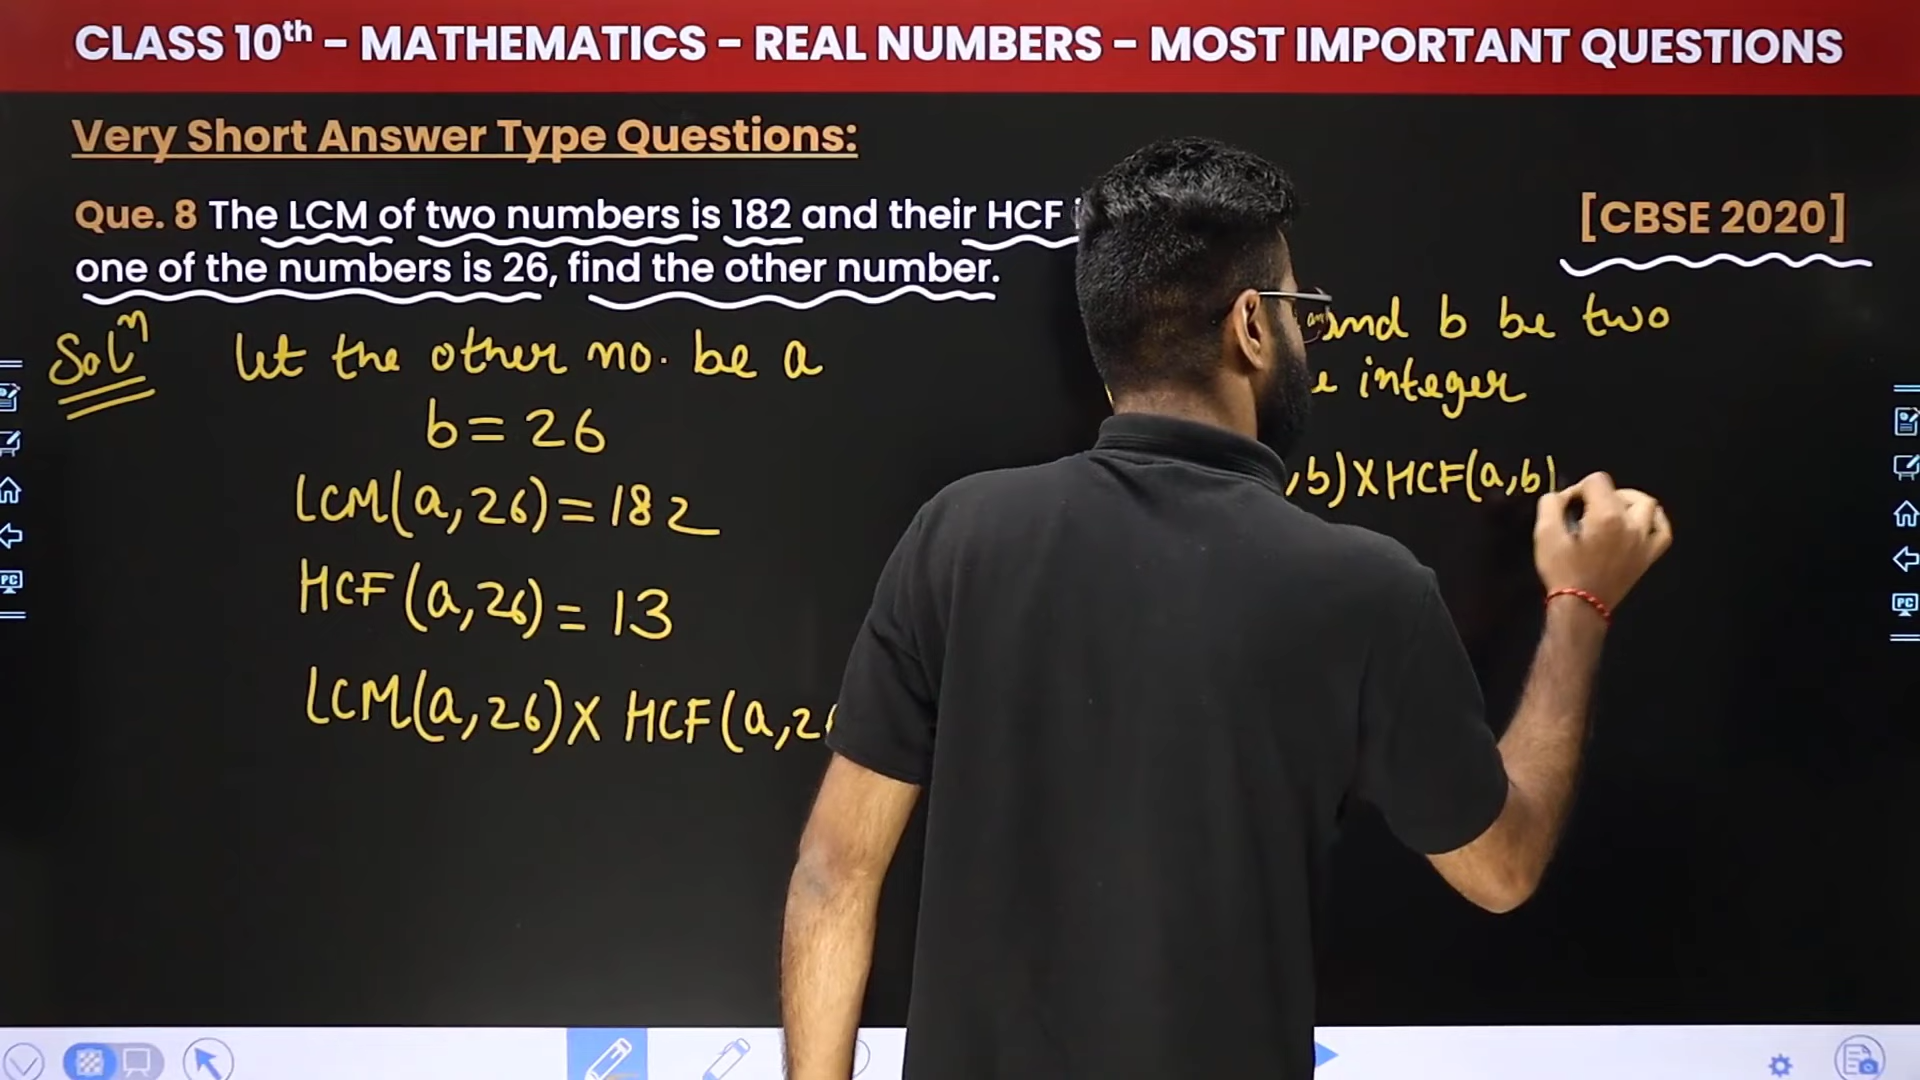 CLASS 10th - MATHEMATICS - REAL NUMBERS - MOST IMPORTANT QUESTIONS
Very Short Answer Type Questions:
Que. 8 The LCM of two numbers is 182 and their HCF
[CBSE 2020]
one of the numbers is 26, find the other number.
Solⁿ
let the other no. be a
b = 26
LCM(a,26) = 182
HCF(a,26) = 13
LCM(a,26) X HCF(a,26
and b be two
integer
,b) X HCF(a,b)
PC
PC